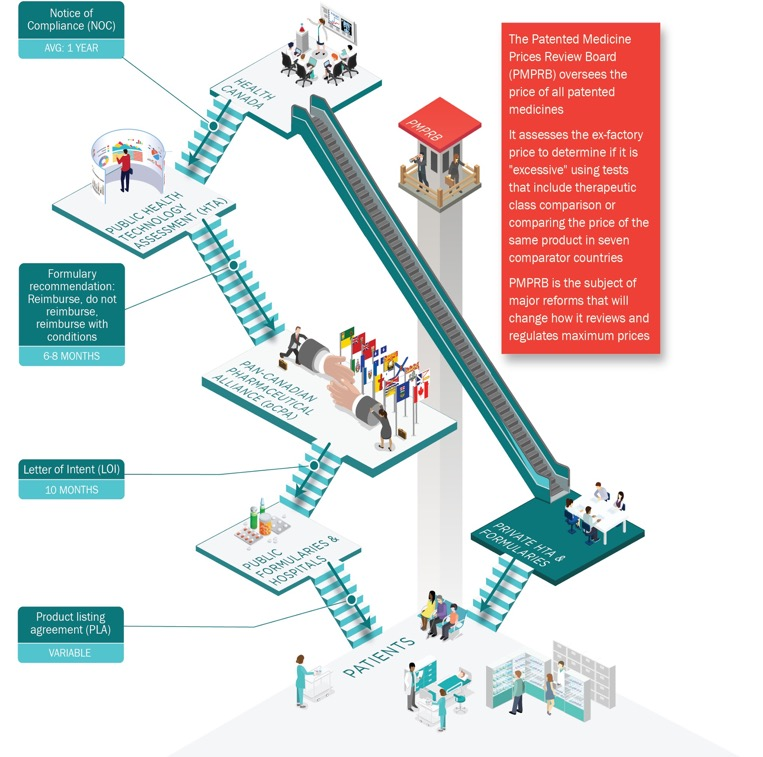 Notice of
Compliance (NOC)
AVG: 1 YEAR
HEALTH
CANADA
PUBLIC HEALTH
TECHNOLOGY
ASSESSMENT (HTA)
Formulary
recommendation:
Reimburse, do not
reimburse,
reimburse with
conditions
6-8 MONTHS
PAN-CANADIAN
PHARMACEUTICAL
ALLIANCE (pCPA)
Letter of Intent (LOI)
10 MONTHS
PUBLIC
FORMULARIES &
HOSPITALS
Product listing
agreement (PLA)
VARIABLE
PATIENTS
PRIVATE HTA &
FORMULARIES
PMPRB
The Patented Medicine
Prices Review Board
(PMPRB) oversees the
price of all patented
medicines
It assesses the ex-factory
price to determine if it is
"excessive" using tests
that include therapeutic
class comparison or
comparing the price of the
same product in seven
comparator countries
PMPRB is the subject of
major reforms that will
change how it reviews and
regulates maximum prices